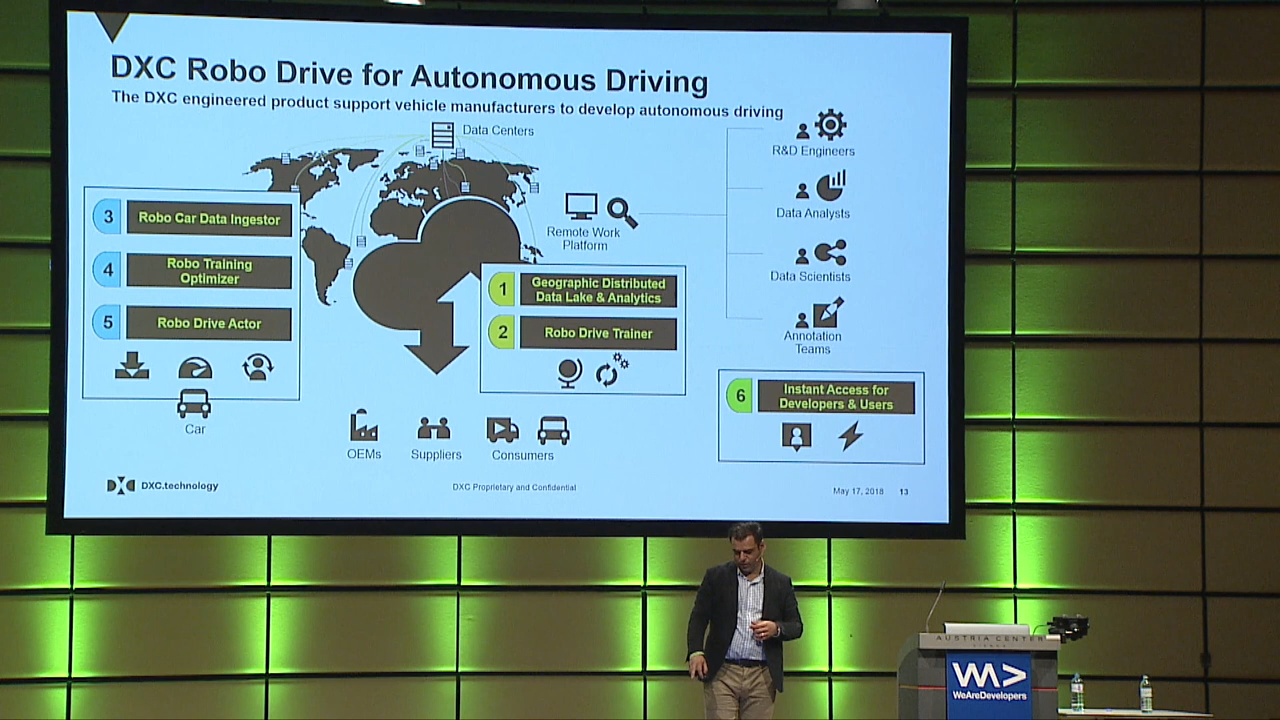 DXC Robo Drive for Autonomous Driving
The DXC engineered product support vehicle manufacturers to develop autonomous driving
Data Centers
R&D Engineers
Data Analysts
Data Scientists
Annotation
Teams
Remote Work
Platform
3 Robo Car Data Ingestor
4 Robo Training
Optimizer
5 Robo Drive Actor
Car
1 Geographic Distributed
Data Lake & Analytics
2 Robo Drive Trainer
6 Instant Access for
Developers & Users
OEMs
Suppliers
Consumers
DXC.technology
DXC Proprietary and Confidential
May 17, 2018 13
AUSTRIA CENTER
WeAreDevelopers